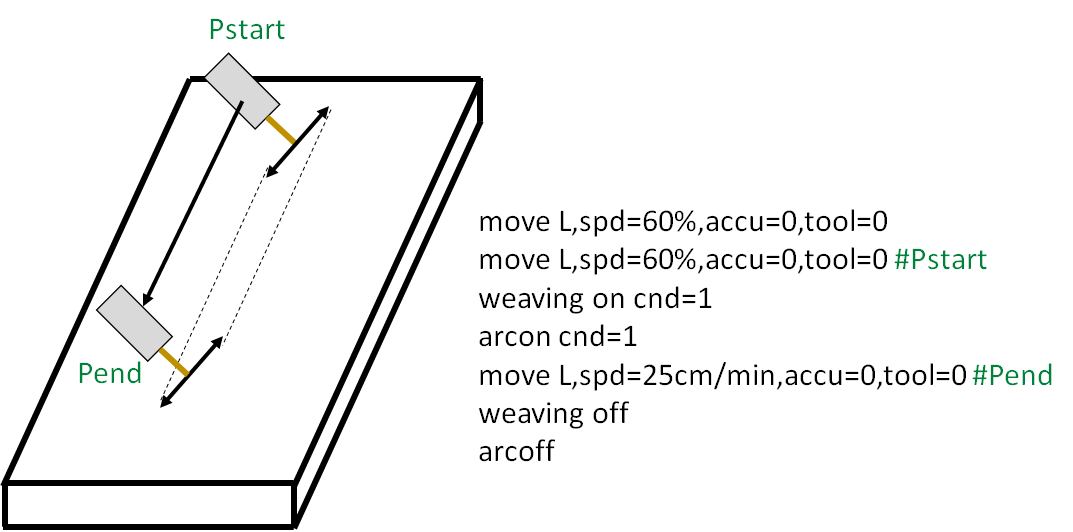 Pstart
move L,spd=60%,accu=0,tool=0
move L,spd=60%,accu=0,tool=0 #Pstart
weaving on cnd=1
arcon cnd=1
Pend
move L,spd=25cm/min,accu=0,tool=0 #Pend
weaving off
arcoff